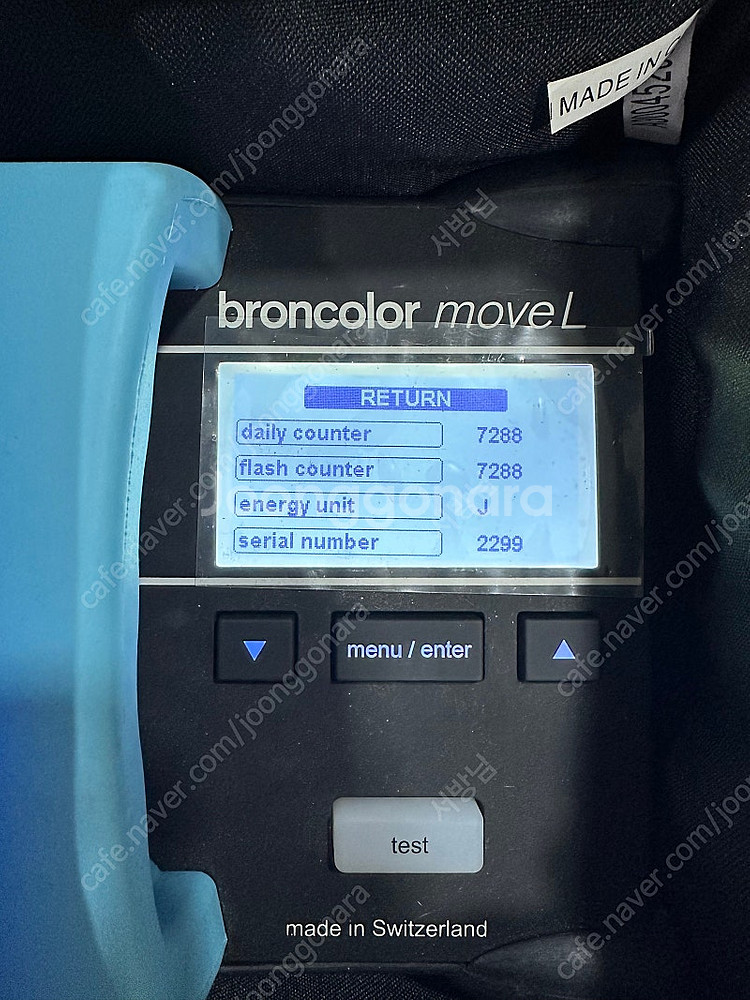 MADE IN
broncolor move L
RETURN
daily counter 7288
flash counter 7288
energy unit J
serial number 2299
Joonggonara
▼ menu / enter ▲
test
made in Switzerland
cafe.naver.com/joonggonara